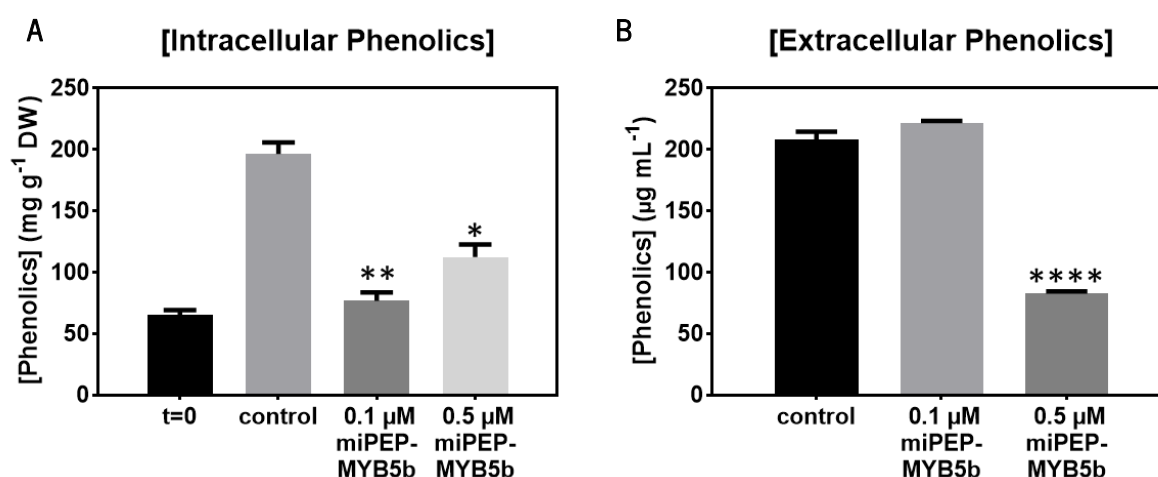 A
[Intracellular Phenolics]
[Phenolics] (mg g⁻¹ DW)
250
200
150
100
50
0
**
*
t=0
control
0.1 µM
miPEP-
MYB5b
0.5 µM
miPEP-
MYB5b
B
[Extracellular Phenolics]
[Phenolics] (µg mL⁻¹)
250
200
150
100
50
0
****
control
0.1 µM
miPEP-
MYB5b
0.5 µM
miPEP-
MYB5b